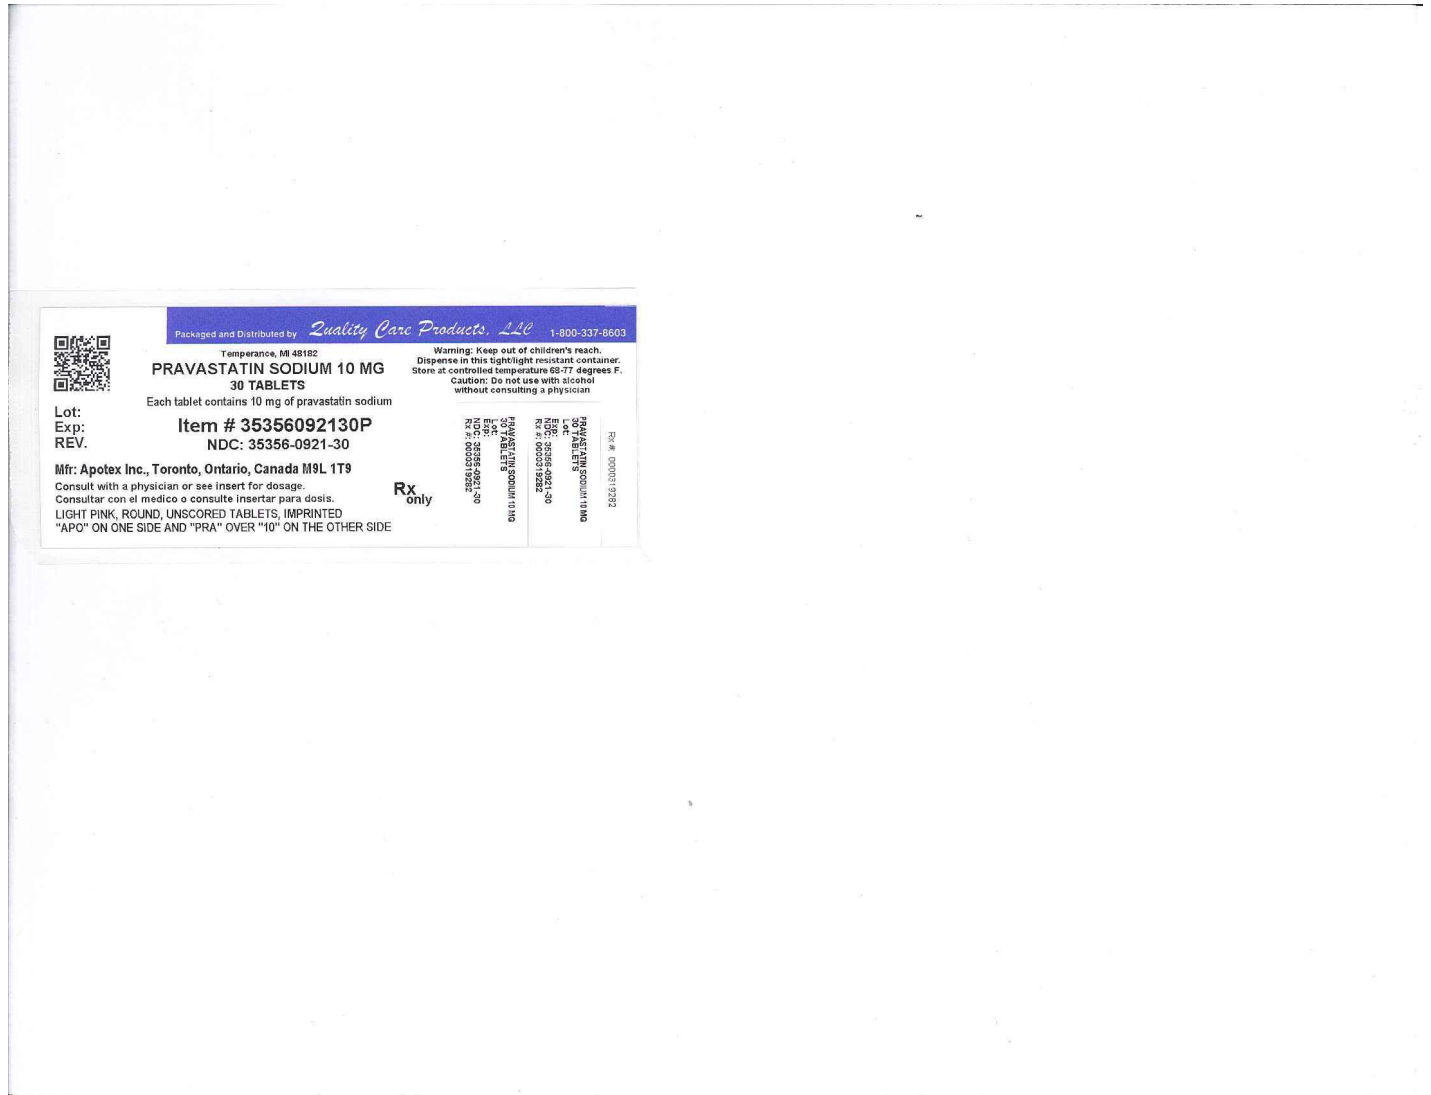 Packaged and Distributed by Quality Care Products, LLC 1-800-337-8603
Temperance, MI 48182
PRAVASTATIN SODIUM 10 MG
30 TABLETS
Each tablet contains 10 mg of pravastatin sodium
Item # 35356092130P
NDC: 35356-0921-30
Lot:
Exp:
REV.
Mfr: Apotex Inc., Toronto, Ontario, Canada M9L 1T9
Consult with a physician or see insert for dosage.
Consultar con el medico o consulte insertar para dosis.
LIGHT PINK, ROUND, UNSCORED TABLETS, IMPRINTED
"APO" ON ONE SIDE AND "PRA" OVER "10" ON THE OTHER SIDE
Rx
only
Warning: Keep out of children's reach.
Dispense in this tight/light resistant container.
Store at controlled temperature 68-77 degrees F.
Caution: Do not use with alcohol
without consulting a physician
PRAVASTATIN SODIUM 10 MG
30 TABLETS
Lot:
Exp:
NDC: 35356-0921-30
Rx #: 0000319282
PRAVASTATIN SODIUM 10 MG
30 TABLETS
Lot:
Exp:
NDC: 35356-0921-30
Rx #: 0000319282
Rx #: 0000319282